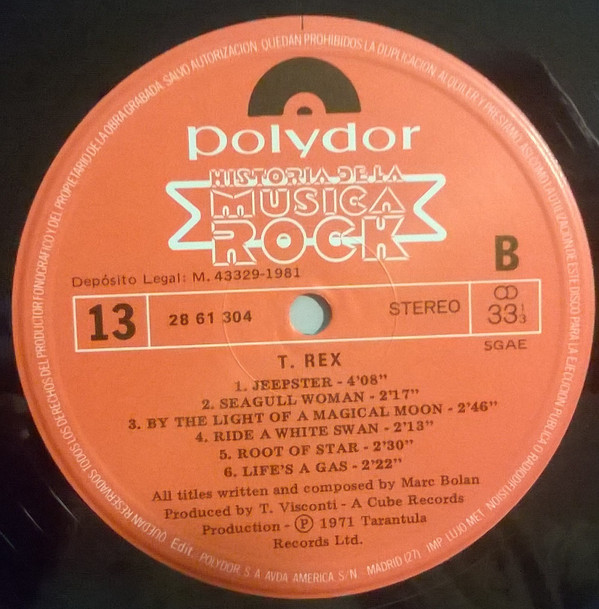 QUEDAN RESERVADOS TODOS LOS DERECHOS DEL PRODUCTOR FONOGRAFICO Y DEL PROPIETARIO DE LA OBRA GRABADA. SALVO AUTORIZACION, QUEDAN PROHIBIDOS LA DUPLICACION, ALQUILER Y PRESTAMO, ASI COMO LA UTILIZACION DE ESTE DISCO PARA LA EJECUCION PUBLICA O RADIODIFUSION.
polydor
HISTORIA DE LA
MUSICA
ROCK
B
Depósito Legal: M. 43329-1981
13
28 61 304
STEREO
33 1/3
SGAE
T. REX
1. JEEPSTER - 4'08"
2. SEAGULL WOMAN - 2'17"
3. BY THE LIGHT OF A MAGICAL MOON - 2'46"
4. RIDE A WHITE SWAN - 2'13"
5. ROOT OF STAR - 2'30"
6. LIFE'S A GAS - 2'22"
All titles written and composed by Marc Bolan
Produced by T. Visconti - A Cube Records
Production - Ⓟ 1971 Tarantula
Records Ltd.
Edit. POLYDOR, S. A. AVDA. AMERICA, S/N - MADRID (27). IMP. LUJO MET.